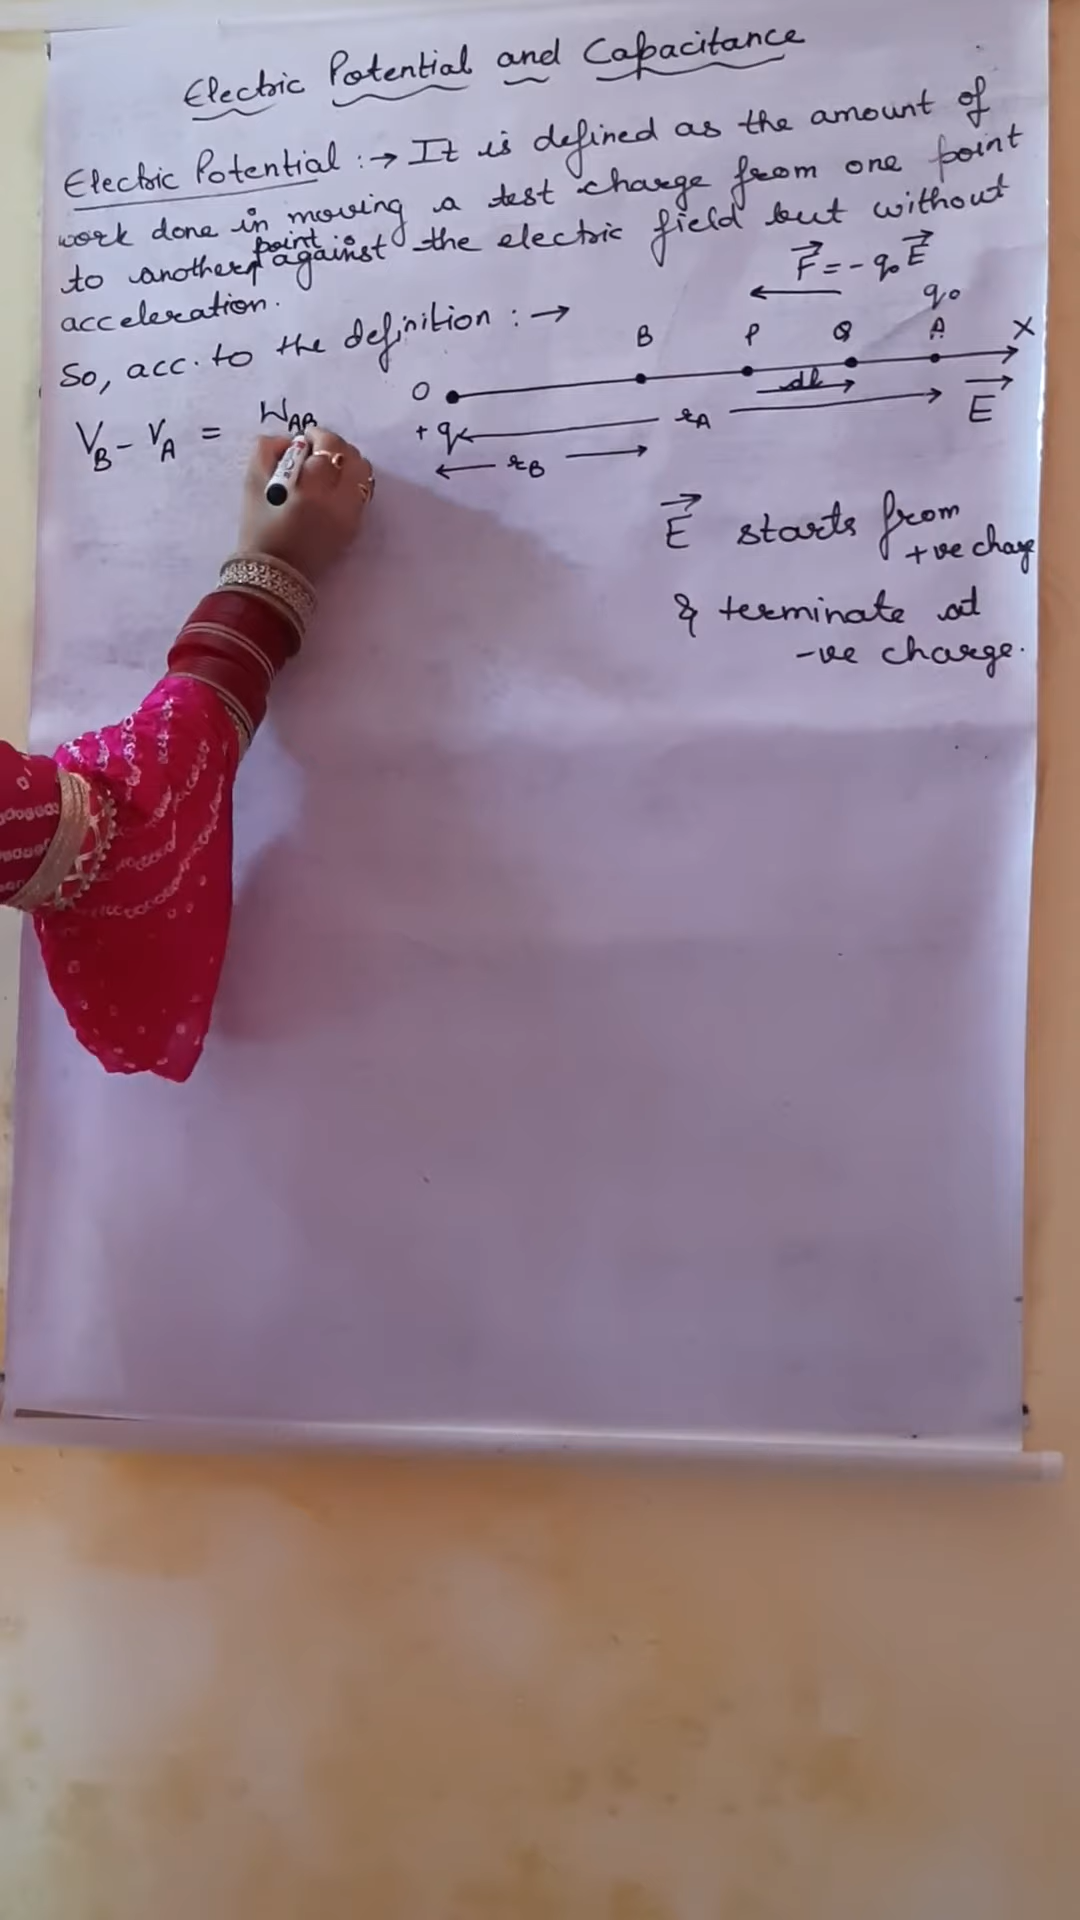 Electric Potential and Capacitance
Electric Potential :→ It is defined as the amount of
work done in moving a test charge from one point
to another point against the electric field but without
acceleration.
F = - q₀ E
So, acc. to the definition : →
q₀
B P Q A X
O
dl
E
+q
r_A
r_B
V_B - V_A = W_AB
E starts from
+ve charge
& terminate at
-ve charge.